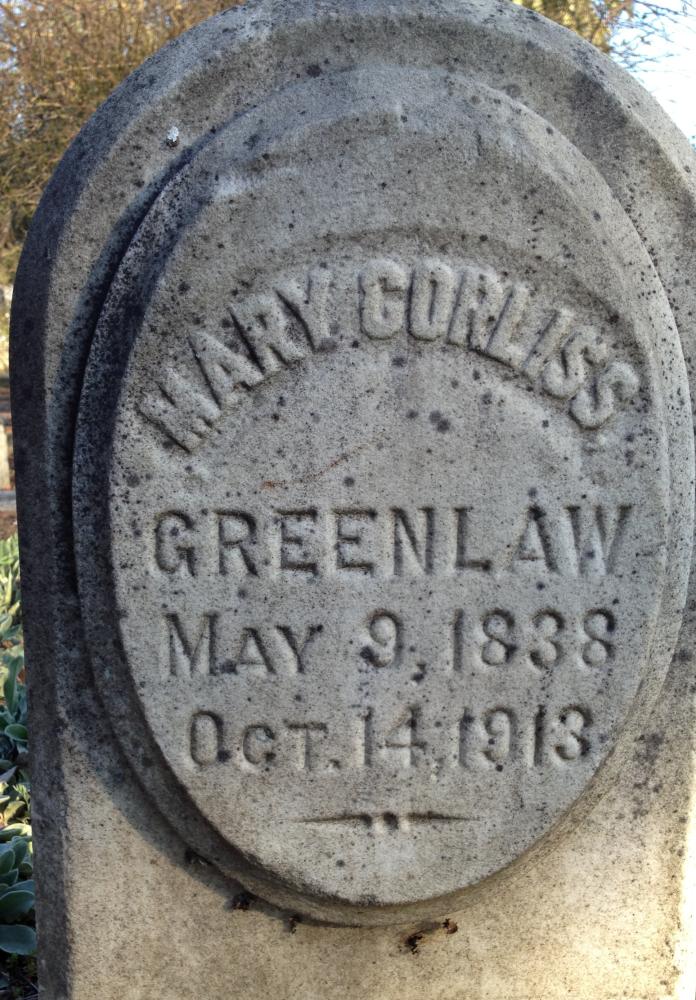 MARY CORLISS
GREENLAW
MAY 9, 1838
OCT. 14, 1913